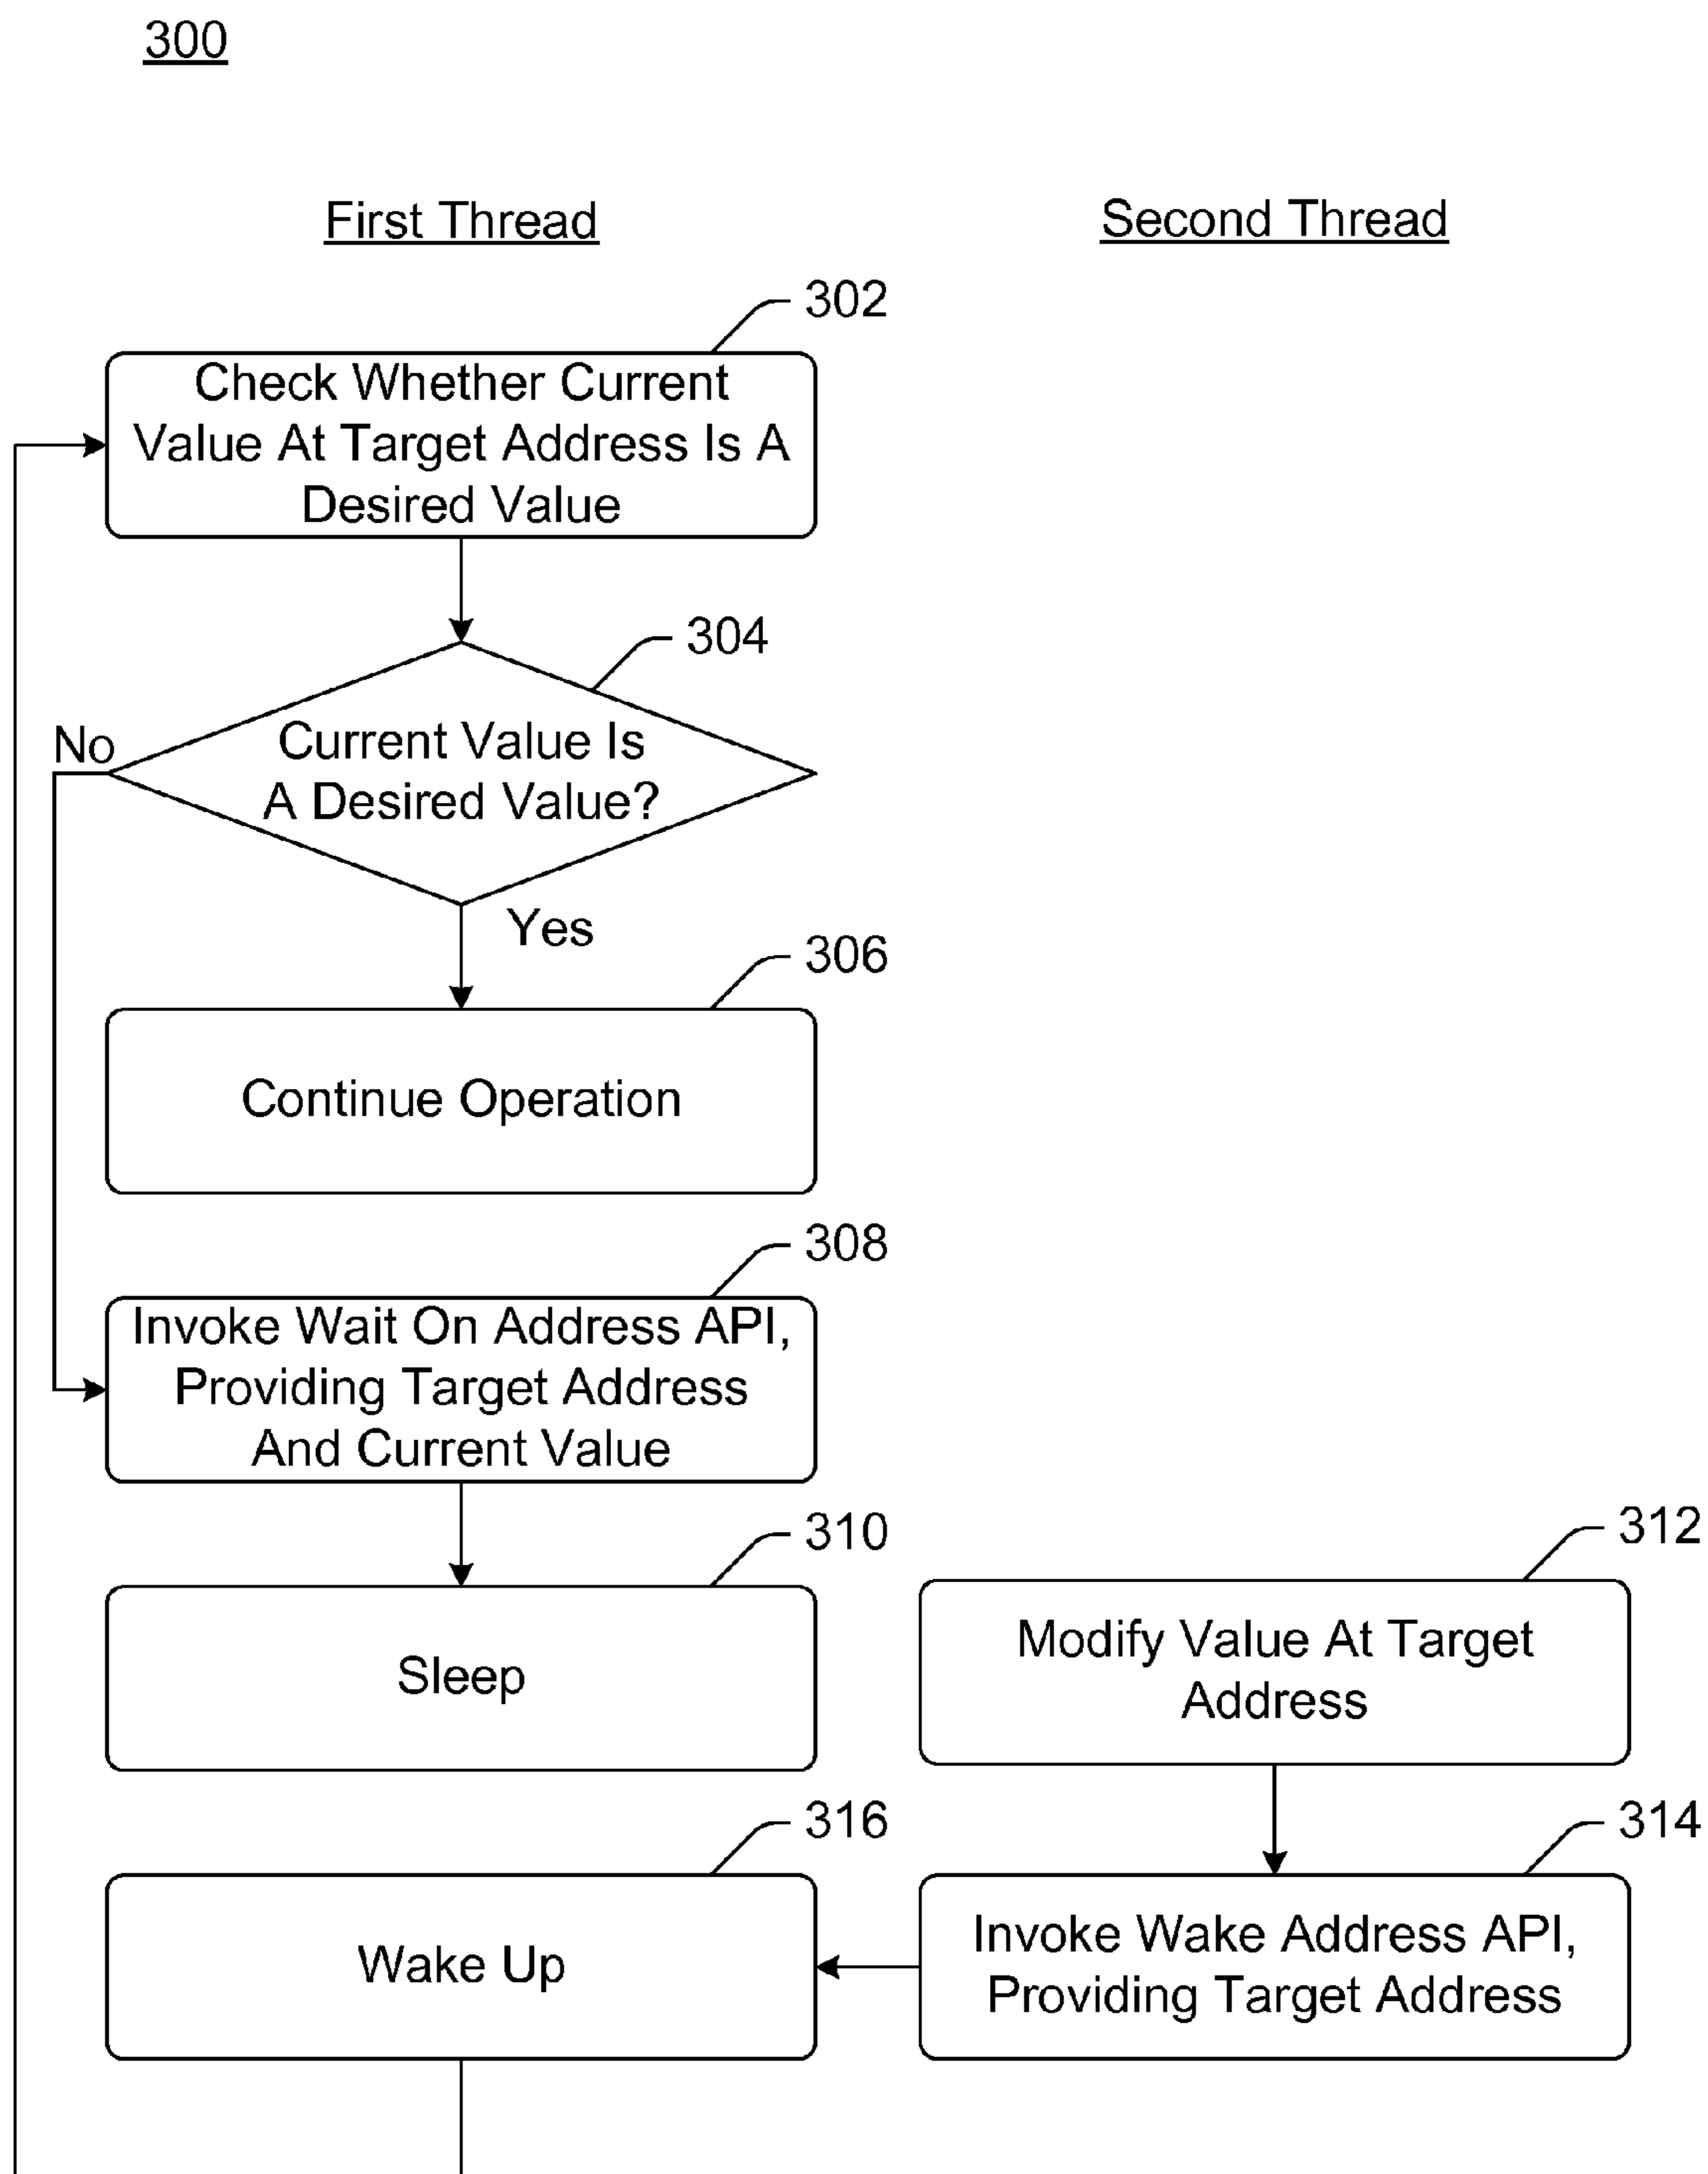 300
First Thread
Second Thread
302
Check Whether Current
Value At Target Address Is A
Desired Value
304
No
Current Value Is
A Desired Value?
Yes
306
Continue Operation
308
Invoke Wait On Address API,
Providing Target Address
And Current Value
310
Sleep
312
Modify Value At Target
Address
316
Wake Up
314
Invoke Wake Address API,
Providing Target Address